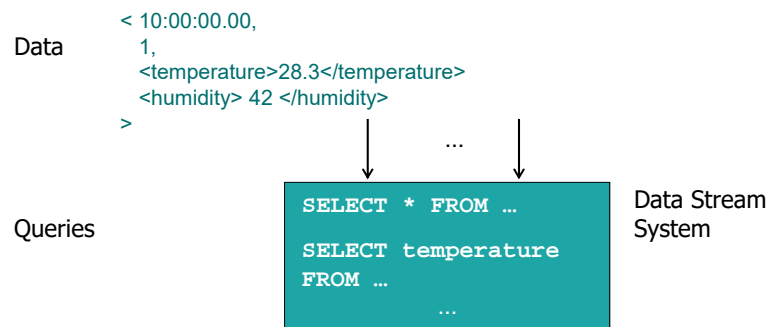 < 10:00:00.00,
Data
1,
<temperature>28.3</temperature>
<humidity> 42 </humidity>
>
...
SELECT * FROM …
Data Stream
System
Queries
SELECT temperature
FROM …
...